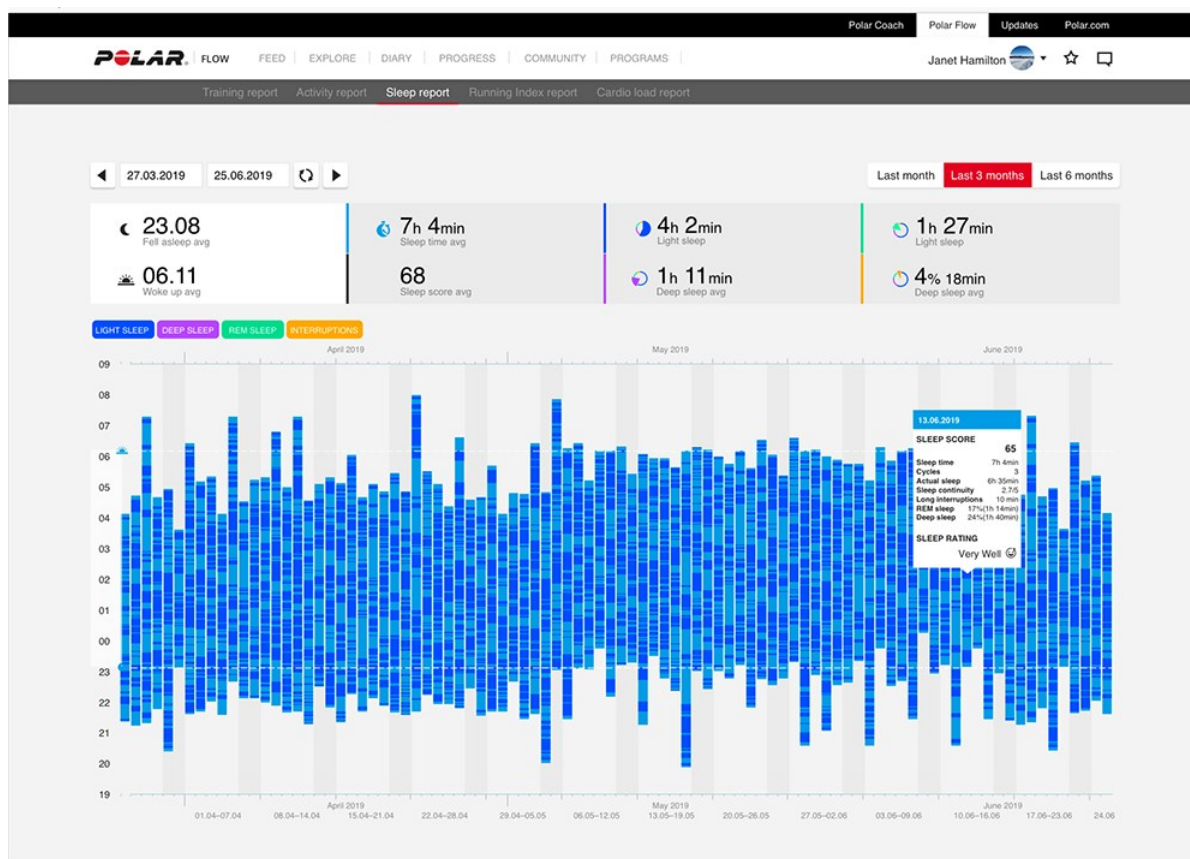 Polar Coach Polar Flow Updates Polar.com
POLAR. FLOW FEED EXPLORE DIARY PROGRESS COMMUNITY PROGRAMS Janet Hamilton
Training report Activity report Sleep report Running Index report Cardio load report
27.03.2019 25.06.2019 Last month Last 3 months Last 6 months
23.08 7h 4min 4h 2min 1h 27min
Fell asleep avg Sleep time avg Light sleep Light sleep
06.11 68 1h 11min 4% 18min
Woke up avg Sleep score avg Deep sleep avg Deep sleep avg
LIGHT SLEEP DEEP SLEEP REM SLEEP INTERRUPTIONS
April 2019 May 2019 June 2019
09
08
07
06
05
04
03
02
01
00
23
22
21
20
19
13.06.2019
SLEEP SCORE
65
Sleep time 7h 4min
Cycles 3
Actual sleep 6h 35min
Sleep continuity 2.7/5
Long interruptions 10 min
REM sleep 17%(1h 14min)
Deep sleep 24%(1h 40min)
SLEEP RATING
Very Well
April 2019 May 2019 June 2019
01.04–07.04 08.04–14.04 15.04–21.04 22.04–28.04 29.04–05.05 06.05–12.05 13.05–19.05 20.05–26.05 27.05–02.06 03.06–09.06 10.06–16.06 17.06–23.06 24.06